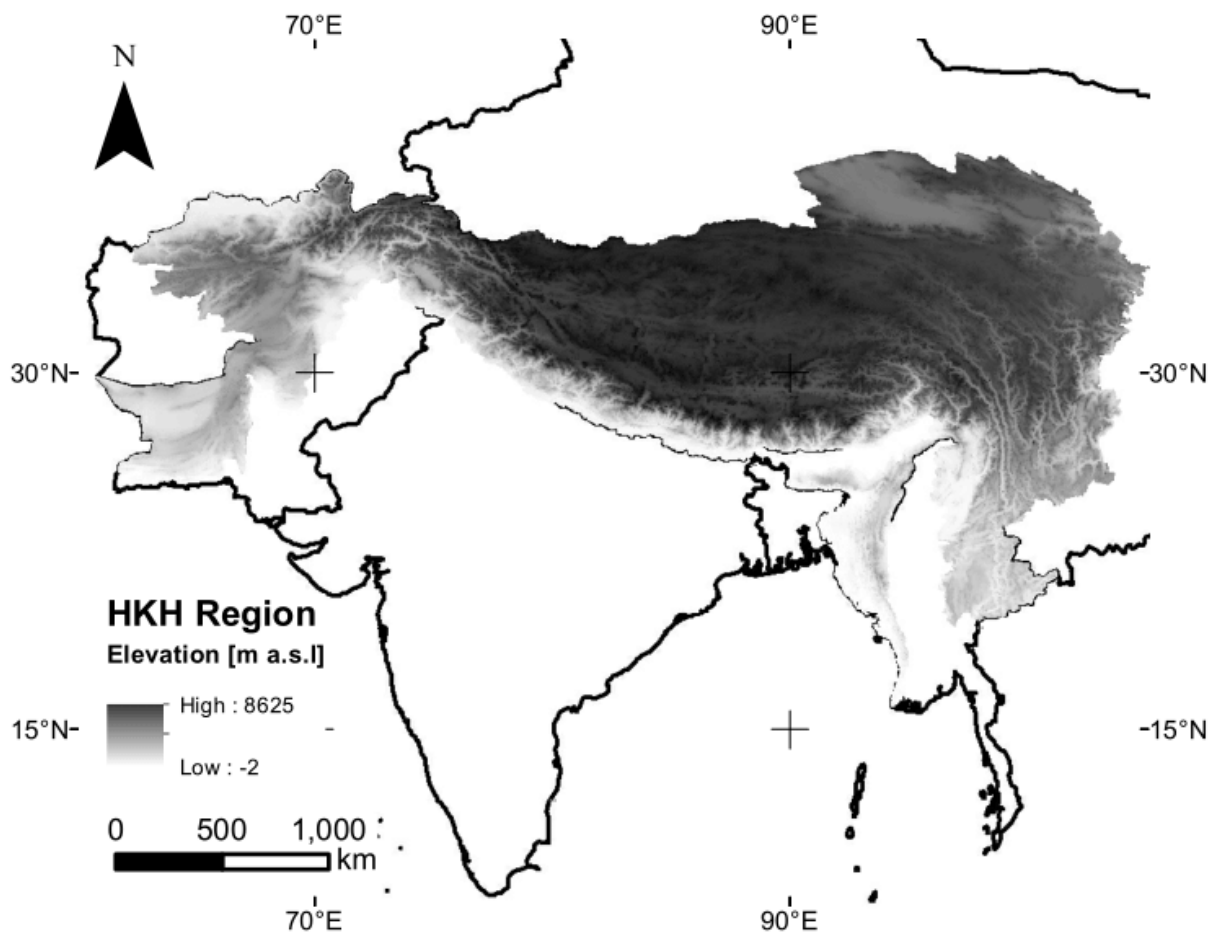 70°E 90°E
N
30°N 30°N
HKH Region
Elevation [m a.s.l]
High : 8625
15°N 15°N
Low : -2
0 500 1,000
km
70°E 90°E